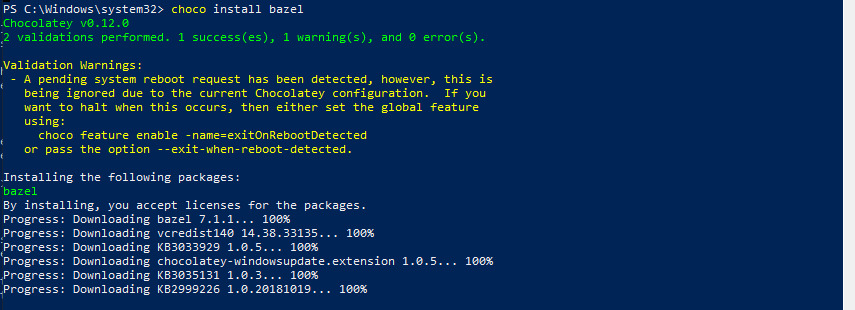 PS C:\Windows\system32> choco install bazel
Chocolatey v0.12.0
2 validations performed. 1 success(es), 1 warning(s), and 0 error(s).
Validation Warnings:
- A pending system reboot request has been detected, however, this is
being ignored due to the current Chocolatey configuration.  If you
want to halt when this occurs, then either set the global feature
using:
choco feature enable -name=exitOnRebootDetected
or pass the option --exit-when-reboot-detected.
Installing the following packages:
bazel
By installing, you accept licenses for the packages.
Progress: Downloading bazel 7.1.1... 100%
Progress: Downloading vcredist140 14.38.33135... 100%
Progress: Downloading KB3033929 1.0.5... 100%
Progress: Downloading chocolatey-windowsupdate.extension 1.0.5... 100%
Progress: Downloading KB3035131 1.0.3... 100%
Progress: Downloading KB2999226 1.0.20181019... 100%